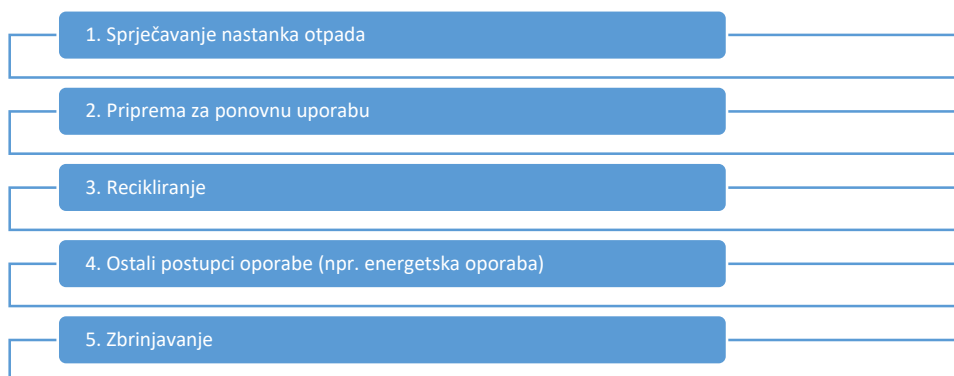 1. Sprječavanje nastanka otpada
2. Priprema za ponovnu uporabu
3. Recikliranje
4. Ostali postupci oporabe (npr. energetska oporaba)
5. Zbrinjavanje